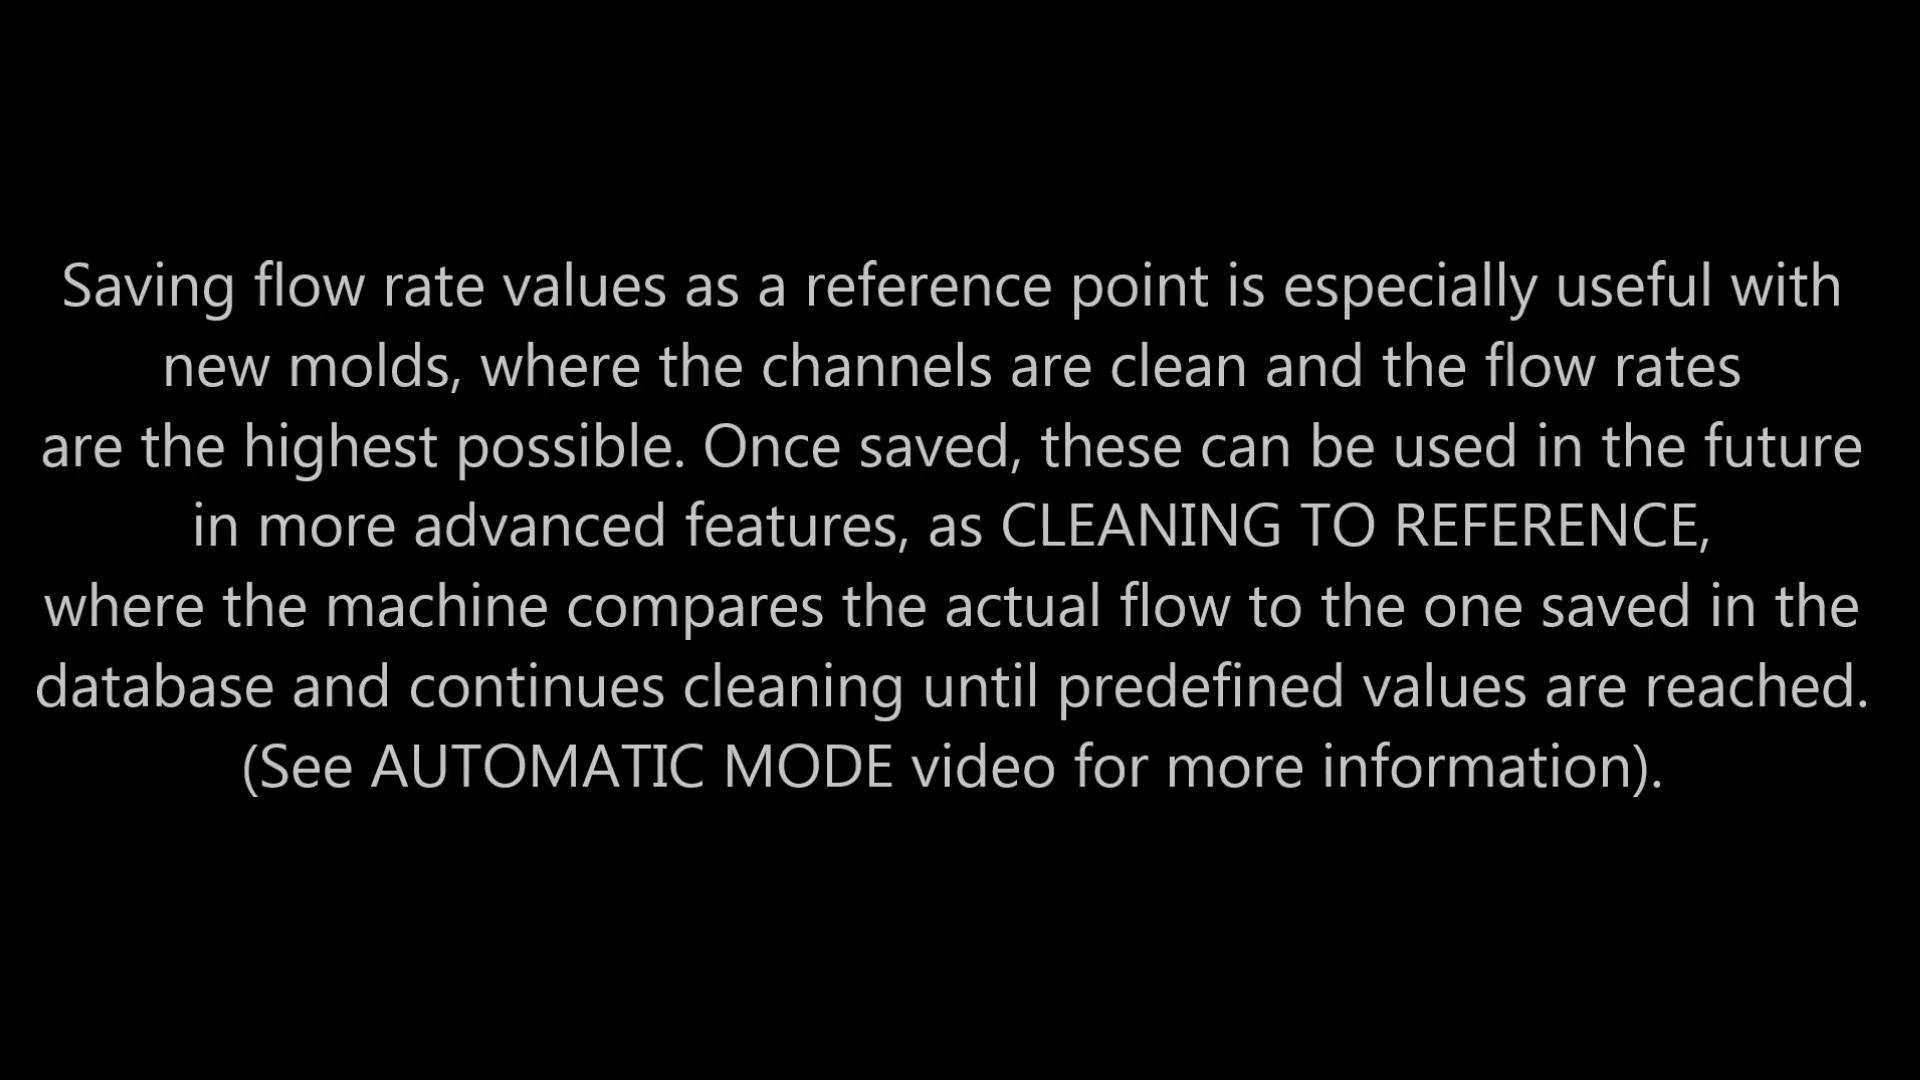 Saving flow rate values as a reference point is especially useful with
new molds, where the channels are clean and the flow rates
are the highest possible. Once saved, these can be used in the future
in more advanced features, as CLEANING TO REFERENCE,
where the machine compares the actual flow to the one saved in the
database and continues cleaning until predefined values are reached.
(See AUTOMATIC MODE video for more information).